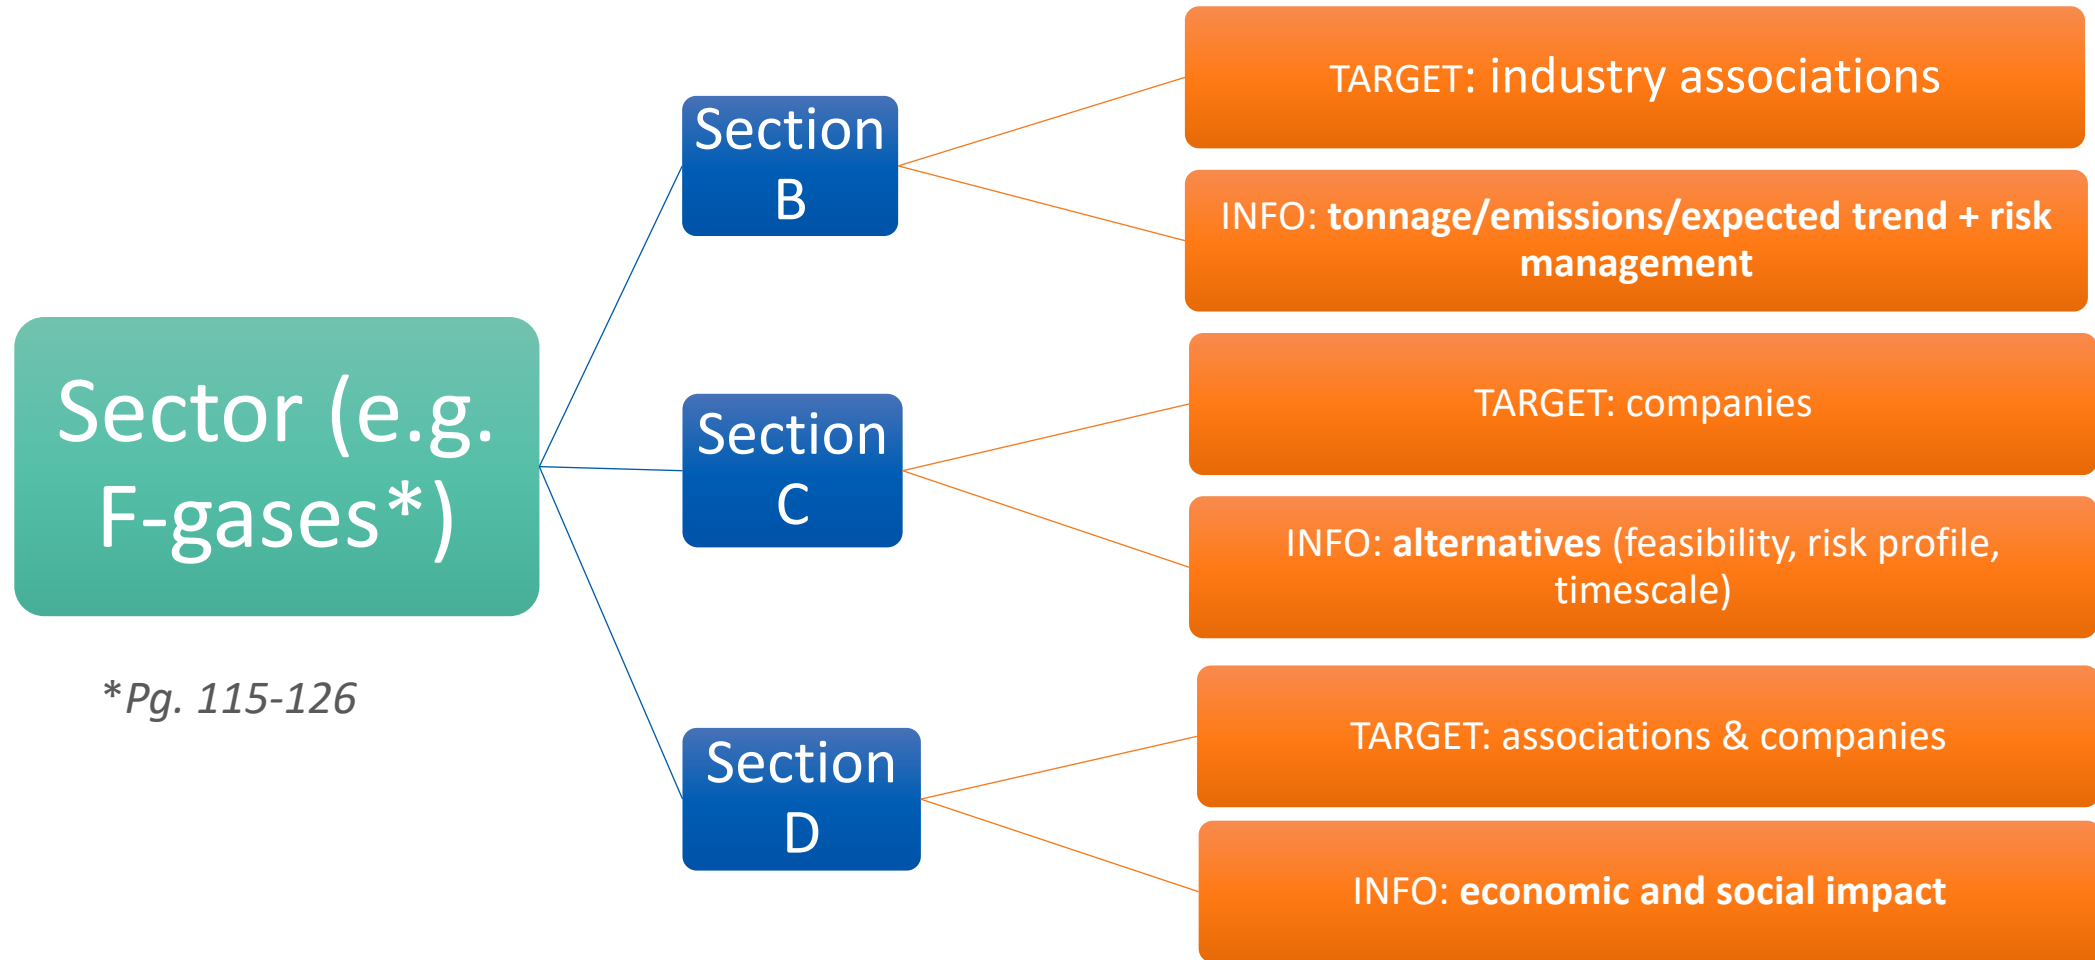 Sector (e.g.
F-gases*)
*Pg. 115-126
Section
B
TARGET: industry associations
INFO: tonnage/emissions/expected trend + risk
management
Section
C
TARGET: companies
INFO: alternatives (feasibility, risk profile,
timescale)
Section
D
TARGET: associations & companies
INFO: economic and social impact